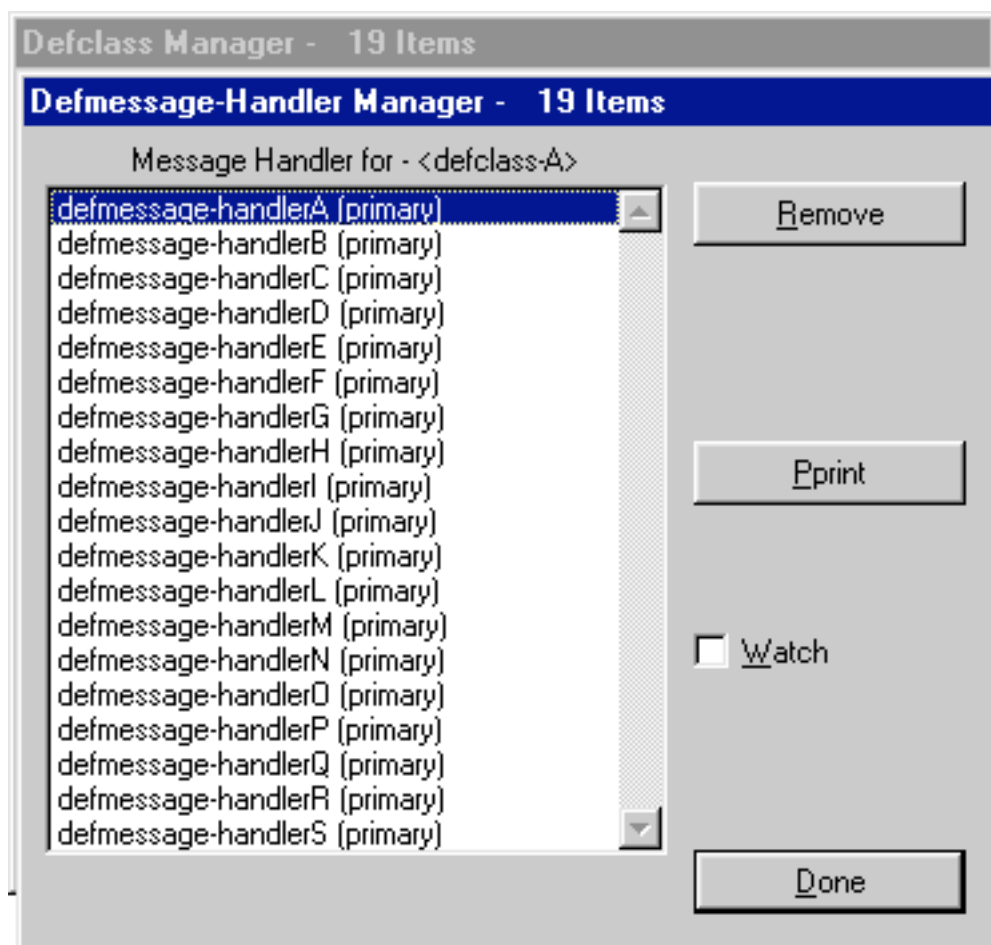 Defclass Manager -   19 Items
Defmessage-Handler Manager -   19 Items
Message Handler for - <defclass-A>
defmessage-handlerA (primary)
defmessage-handlerB (primary)
defmessage-handlerC (primary)
defmessage-handlerD (primary)
defmessage-handlerE (primary)
defmessage-handlerF (primary)
defmessage-handlerG (primary)
defmessage-handlerH (primary)
defmessage-handlerI (primary)
defmessage-handlerJ (primary)
defmessage-handlerK (primary)
defmessage-handlerL (primary)
defmessage-handlerM (primary)
defmessage-handlerN (primary)
defmessage-handlerO (primary)
defmessage-handlerP (primary)
defmessage-handlerQ (primary)
defmessage-handlerR (primary)
defmessage-handlerS (primary)
Remove
Pprint
Watch
Done